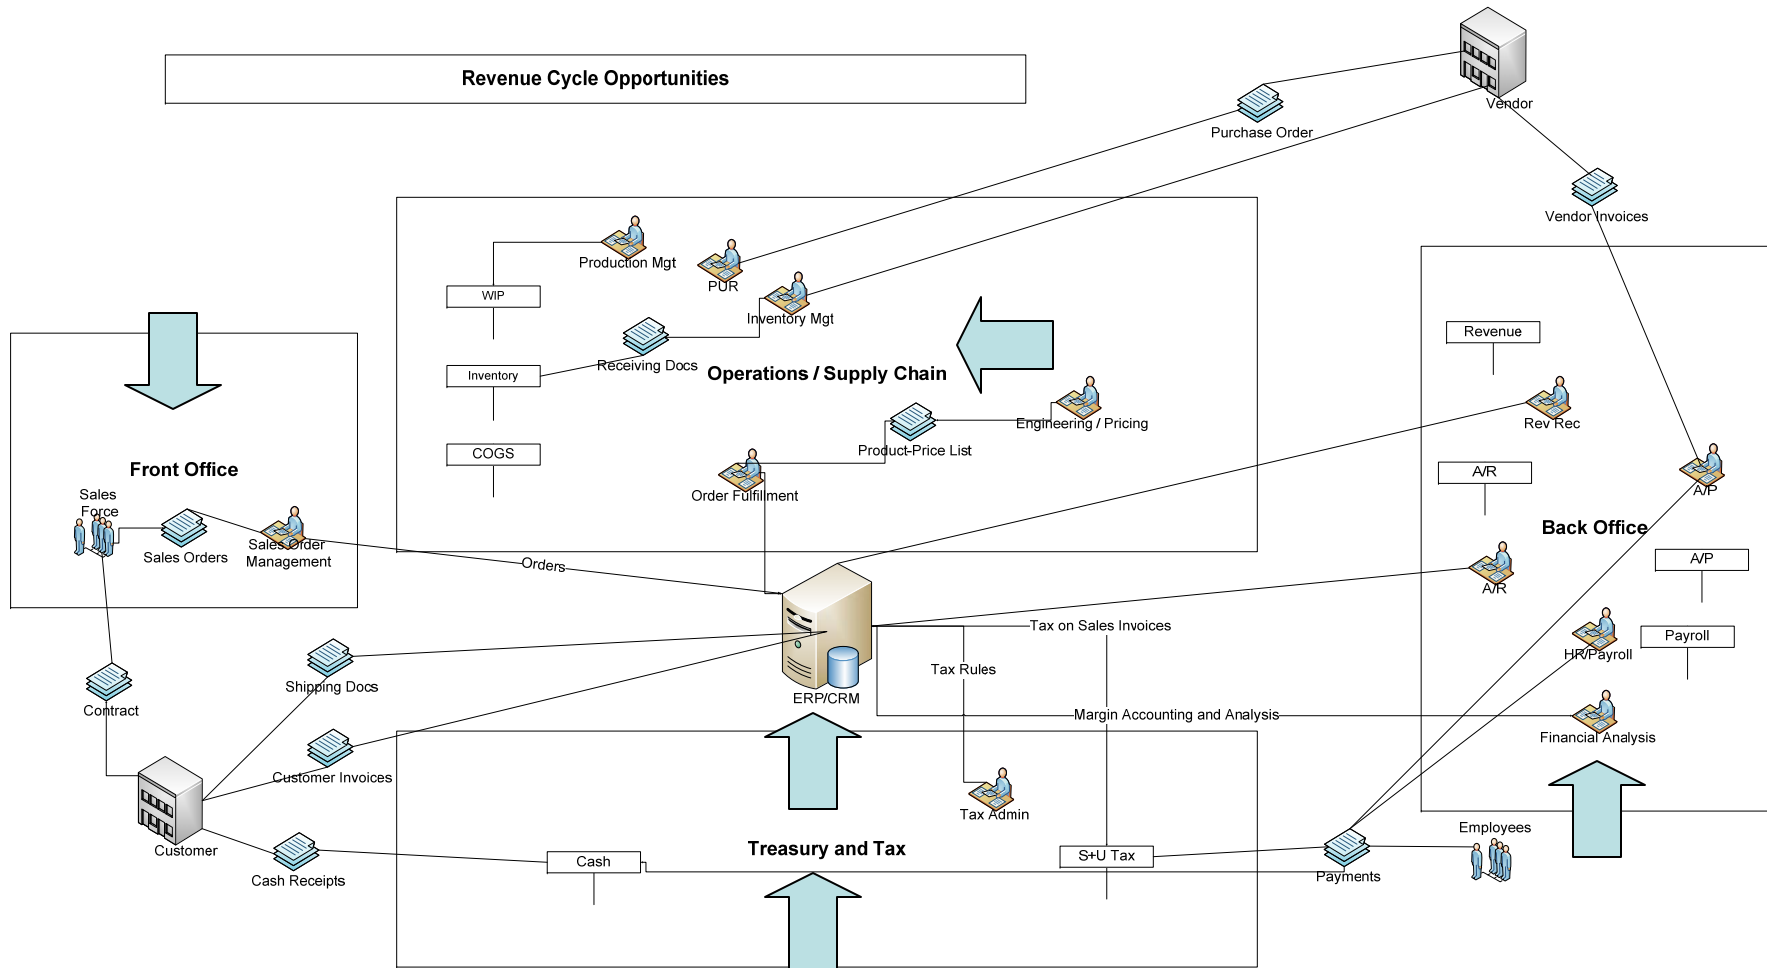 Revenue Cycle Opportunities
Vendor
Purchase Order
Vendor Invoices
Production Mgt
PUR
WIP
Inventory Mgt
Receiving Docs
Inventory
Operations / Supply Chain
Engineering / Pricing
Product-Price List
COGS
Order Fulfillment
Front Office
Sales
Force
Sales Orders
Sales Order
Management
Orders
Revenue
Rev Rec
A/R
A/P
Back Office
A/P
A/R
Payroll
HR/Payroll
Financial Analysis
Tax on Sales Invoices
Tax Rules
ERP/CRM
Margin Accounting and Analysis
Shipping Docs
Contract
Customer Invoices
Customer
Cash Receipts
Cash
Treasury and Tax
Tax Admin
S+U Tax
Payments
Employees